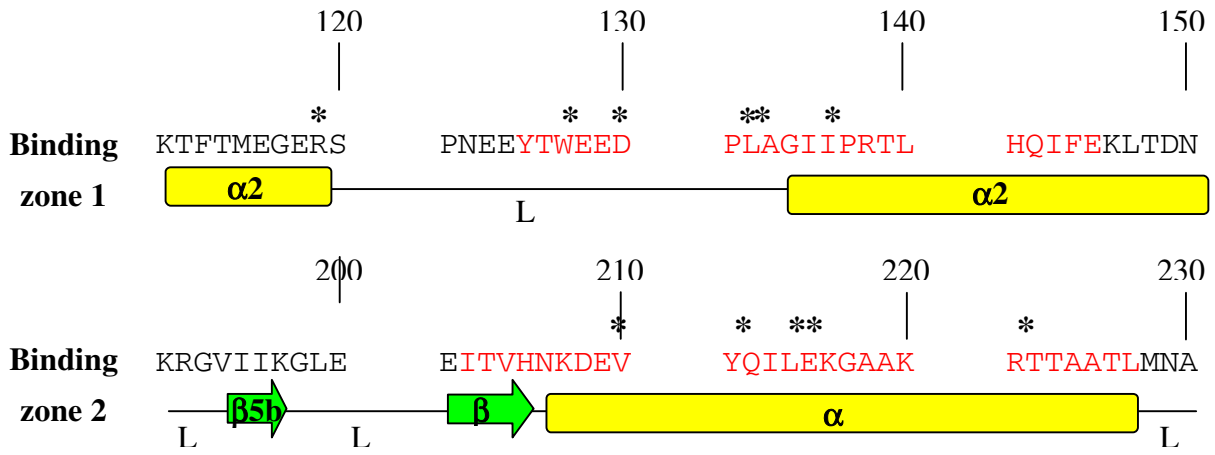 120 130 140 150
* * * ** *
Binding KTFTMEGERS PNEEYTWEED PLAGIIPRTL HQIFEKLTDN
zone 1 α2 α2
L
200 210 220 230
* * ** *
Binding KRGVIIKGLE EITVHNKDEV YQILEKGAAK RTTAATLMNA
zone 2 β5b β α
L L L